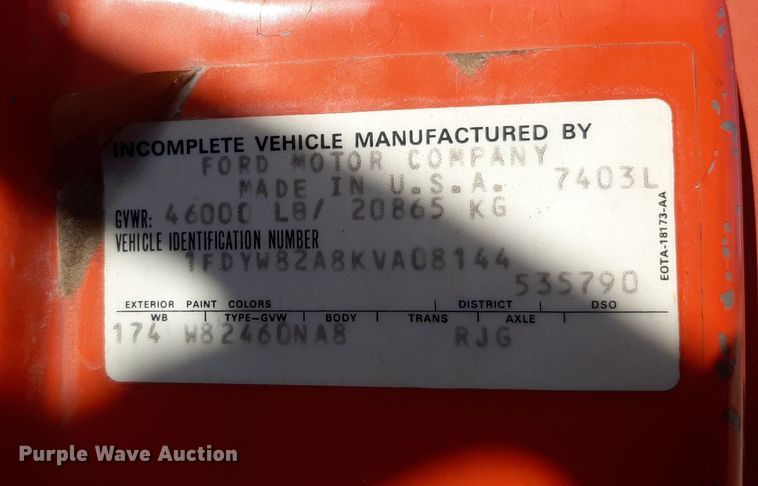 INCOMPLETE VEHICLE MANUFACTURED BY
FORD MOTOR COMPANY
MADE IN U.S.A. 7403L
GVWR: 46000 LB/ 20865 KG
VEHICLE IDENTIFICATION NUMBER
1FDYW82A8KVA08144
535790
EXTERIOR PAINT COLORS DISTRICT DSO
WB TYPE-GVW BODY TRANS AXLE
174 W82460NA8 RJG
EOTA-18173-AA
Purple Wave Auction